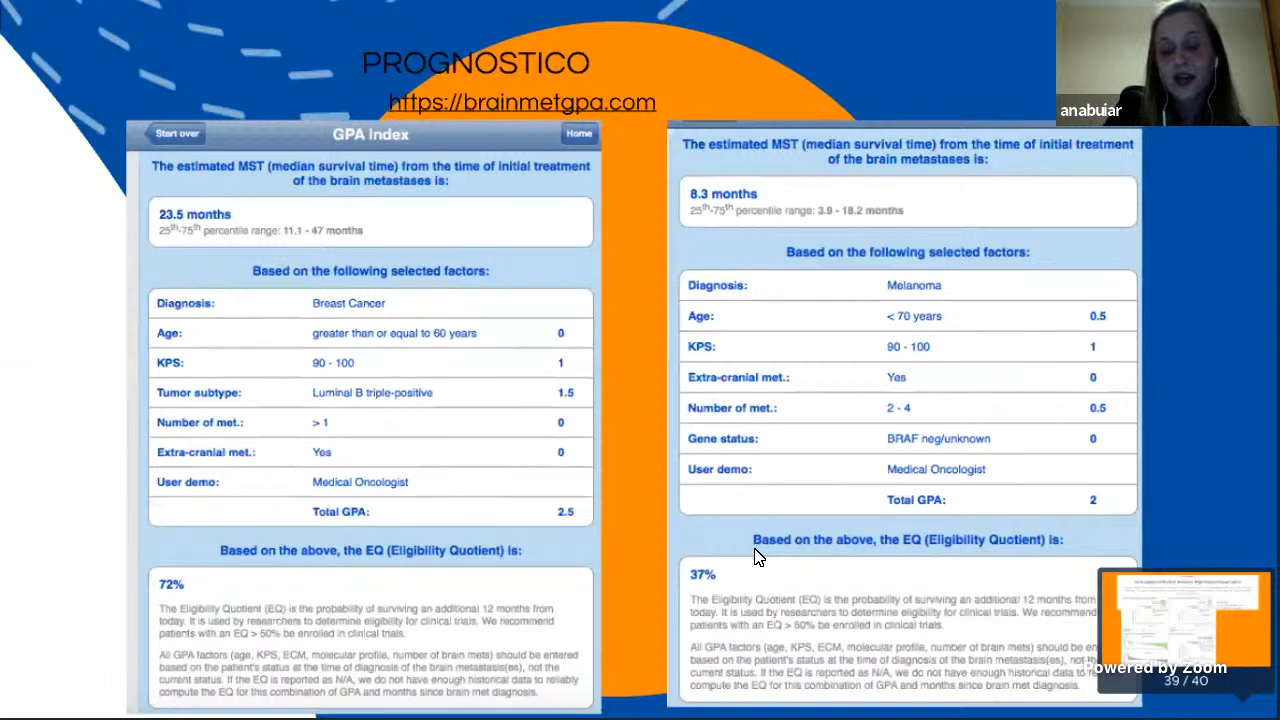 PROGNOSTICO
https://brainmetgpa.com
anabuiar
Start over
GPA Index
Home
The estimated MST (median survival time) from the time of initial treatment
of the brain metastases is:
23.5 months
25th-75th percentile range: 11.1 - 47 months
Based on the following selected factors:
Diagnosis: Breast Cancer
Age: greater than or equal to 60 years 0
KPS: 90 - 100 1
Tumor subtype: Luminal B triple-positive 1.5
Number of met.: > 1 0
Extra-cranial met.: Yes 0
User demo: Medical Oncologist
Total GPA: 2.5
Based on the above, the EQ (Eligibility Quotient) is:
72%
The Eligibility Quotient (EQ) is the probability of surviving an additional 12 months from
today. It is used by researchers to determine eligibility for clinical trials. We recommend
patients with an EQ > 50% be enrolled in clinical trials.
All GPA factors (age, KPS, ECM, molecular profile, number of brain mets) should be entered
based on the patient's status at the time of diagnosis of the brain metastasis(es), not the
current status. If the EQ is reported as N/A, we do not have enough historical data to reliably
compute the EQ for this combination of GPA and months since brain met diagnosis.
The estimated MST (median survival time) from the time of initial treatment
of the brain metastases is:
8.3 months
25th-75th percentile range: 3.9 - 18.2 months
Based on the following selected factors:
Diagnosis: Melanoma
Age: < 70 years 0.5
KPS: 90 - 100 1
Extra-cranial met.: Yes 0
Number of met.: 2 - 4 0.5
Gene status: BRAF neg/unknown 0
User demo: Medical Oncologist
Total GPA: 2
Based on the above, the EQ (Eligibility Quotient) is:
37%
The Eligibility Quotient (EQ) is the probability of surviving an additional 12 months from
today. It is used by researchers to determine eligibility for clinical trials. We recommend
patients with an EQ > 50% be enrolled in clinical trials.
All GPA factors (age, KPS, ECM, molecular profile, number of brain mets) should be en
based on the patient's status at the time of diagnosis of the brain metastasis(es), not
current status. If the EQ is reported as N/A, we do not have enough historical data to
compute the EQ for this combination of GPA and months since brain met diagnosis.
Powered by Zoom
39 / 40